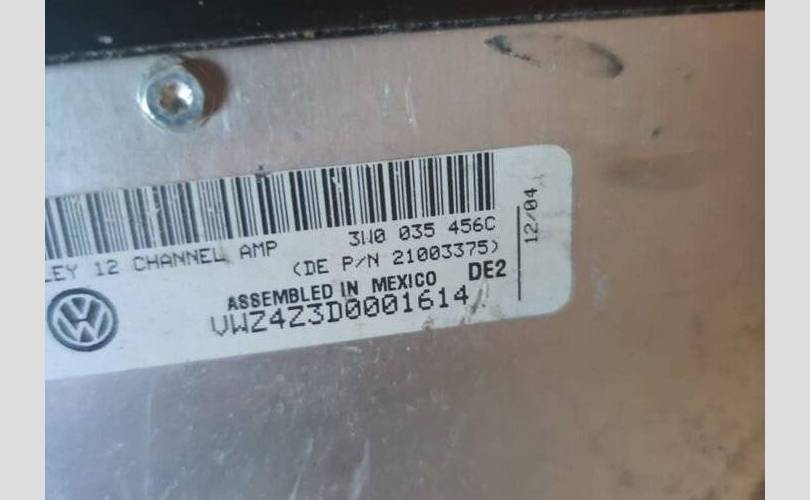 LEY 12 CHANNEL AMP
3W0 035 456C
(DE P/N 21003375)
ASSEMBLED IN MEXICO DE2
VWZ4Z3D0001614
12/04